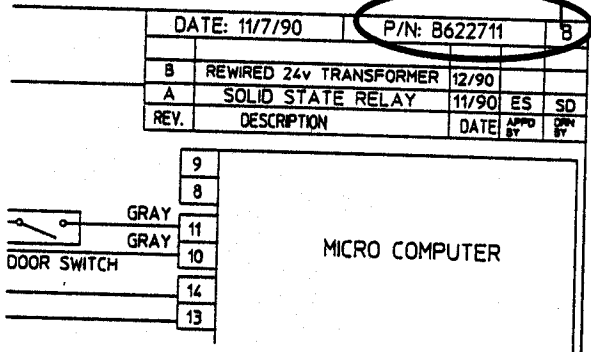 DATE: 11/7/90 P/N: B622711 B
B REWIRED 24v TRANSFORMER 12/90
A SOLID STATE RELAY 11/90 ES SD
REV. DESCRIPTION DATE APPD BY DRN BY
9
8
GRAY 11
GRAY 10
DOOR SWITCH
MICRO COMPUTER
14
13